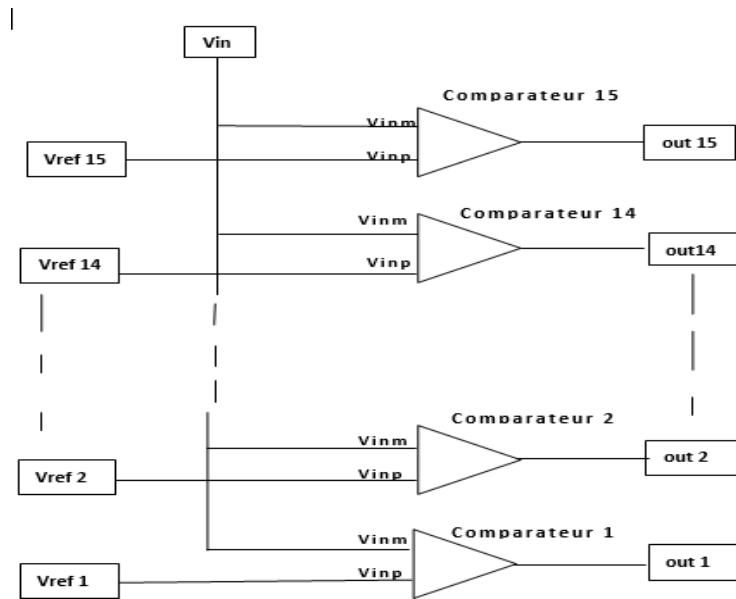 Vin
Comparateur 15
Vinm
Vref 15
Vinp
out 15
Comparateur 14
Vinm
Vref 14
Vinp
out14
Comparateur 2
Vinm
Vref 2
Vinp
out 2
Comparateur 1
Vinm
Vref 1
Vinp
out 1